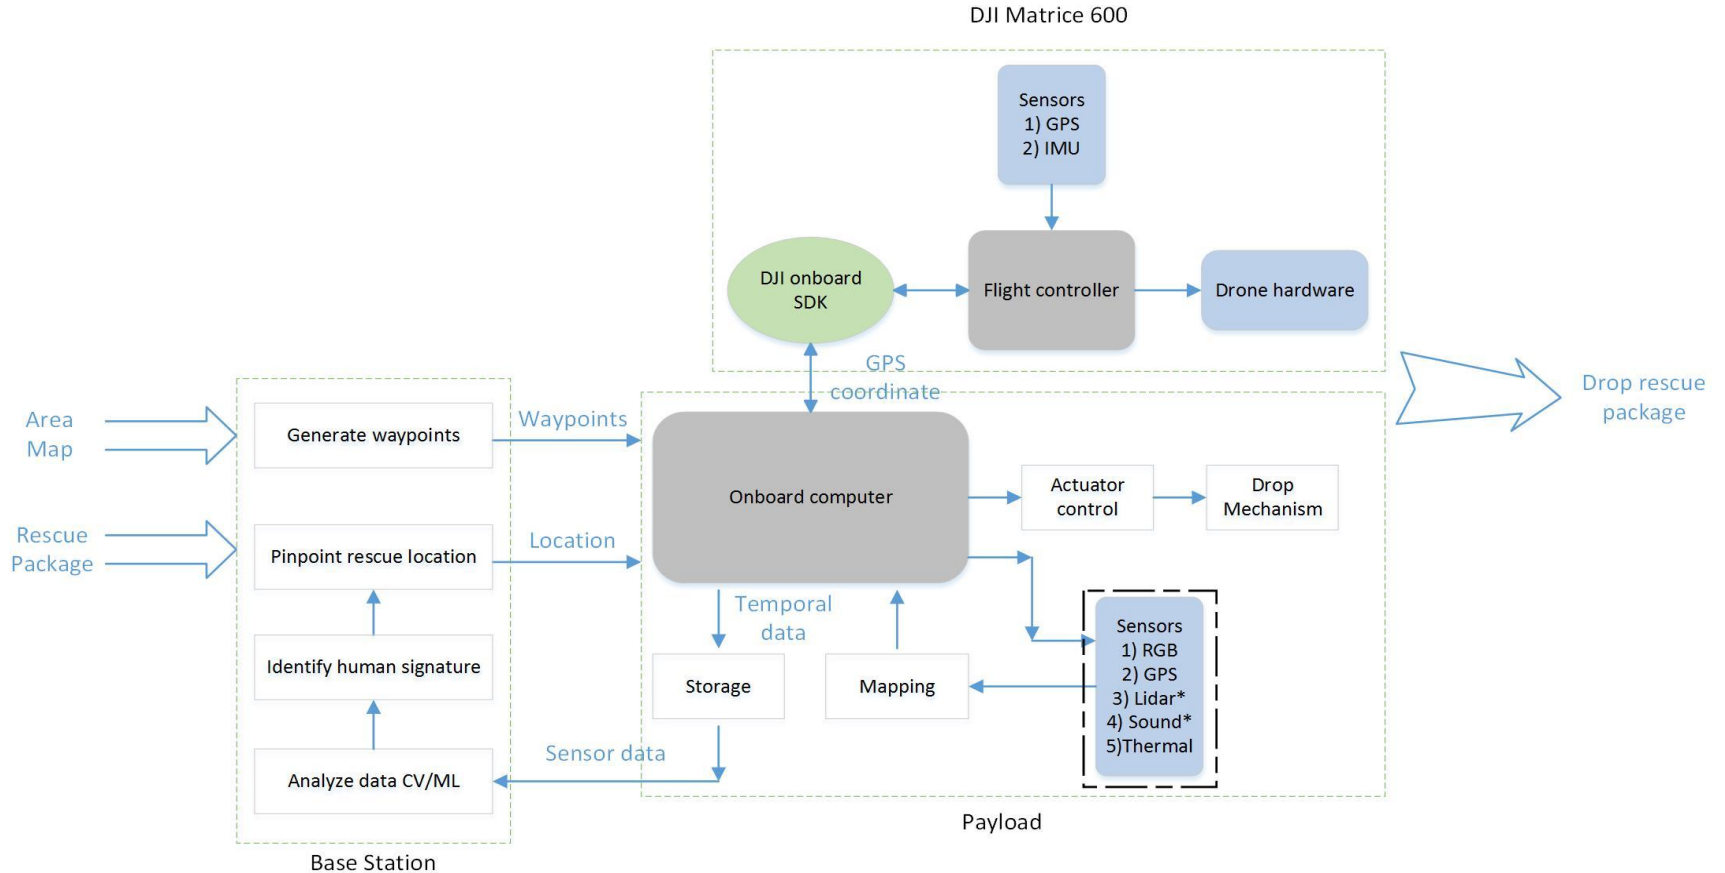 DJI Matrice 600
Sensors
1) GPS
2) IMU
DJI onboard
SDK
Flight controller
Drone hardware
GPS
coordinate
Area
Map
Generate waypoints
Waypoints
Drop rescue
package
Onboard computer
Actuator
control
Drop
Mechanism
Rescue
Package
Pinpoint rescue location
Location
Temporal
data
Identify human signature
Storage
Mapping
Sensors
1) RGB
2) GPS
3) Lidar*
4) Sound*
5)Thermal
Sensor data
Analyze data CV/ML
Payload
Base Station